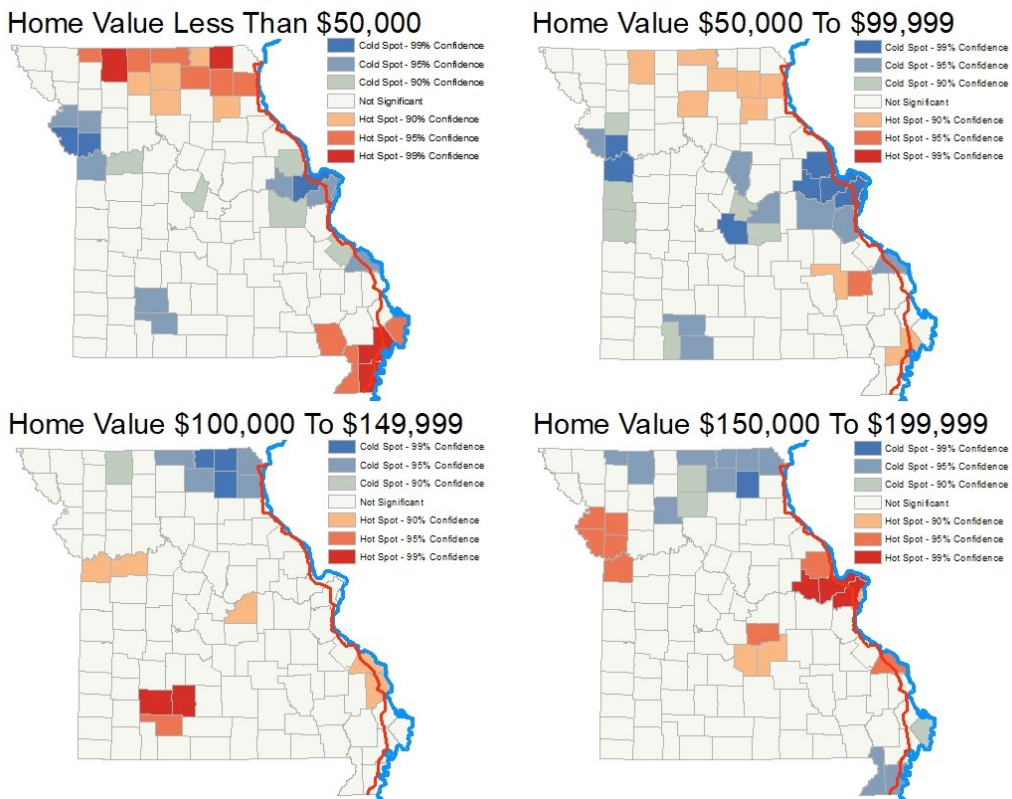 Home Value Less Than $50,000
Cold Spot - 99% Confidence
Cold Spot - 95% Confidence
Cold Spot - 90% Confidence
Not Significant
Hot Spot - 90% Confidence
Hot Spot - 95% Confidence
Hot Spot - 99% Confidence
Home Value $50,000 To $99,999
Cold Spot - 99% Confidence
Cold Spot - 95% Confidence
Cold Spot - 90% Confidence
Not Significant
Hot Spot - 90% Confidence
Hot Spot - 95% Confidence
Hot Spot - 99% Confidence
Home Value $100,000 To $149,999
Cold Spot - 99% Confidence
Cold Spot - 95% Confidence
Cold Spot - 90% Confidence
Not Significant
Hot Spot - 90% Confidence
Hot Spot - 95% Confidence
Hot Spot - 99% Confidence
Home Value $150,000 To $199,999
Cold Spot - 99% Confidence
Cold Spot - 95% Confidence
Cold Spot - 90% Confidence
Not Significant
Hot Spot - 90% Confidence
Hot Spot - 95% Confidence
Hot Spot - 99% Confidence